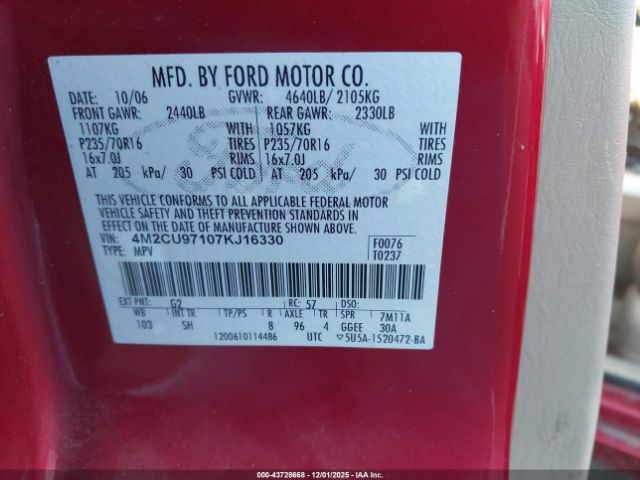 MFD. BY FORD MOTOR CO.
DATE: 10/06 GVWR: 4640LB/ 2105KG
FRONT GAWR: 2440LB REAR GAWR: 2330LB
1107KG WITH 1057KG WITH
P235/70R16 TIRES P235/70R16 TIRES
16x7.0J RIMS 16x7.0J RIMS
AT 205 kPa/ 30 PSI COLD AT 205 kPa/ 30 PSI COLD
THIS VEHICLE CONFORMS TO ALL APPLICABLE FEDERAL MOTOR
VEHICLE SAFETY AND THEFT PREVENTION STANDARDS IN
EFFECT ON THE DATE OF MANUFACTURE SHOWN ABOVE.
VIN: 4M2CU97107KJ16330 F0076
TYPE: MPV T0237
EXT PNT: G2 RC: 57 DSO:
WB INT TR TP/PS R AXLE TR SPR 7M11A
103 SH 8 96 4 GGEE 30A
1200610114486 UTC ▽5U5A-1520472-BA
Ford
00-43728668 - 12/01/2025 - IAAI.COM